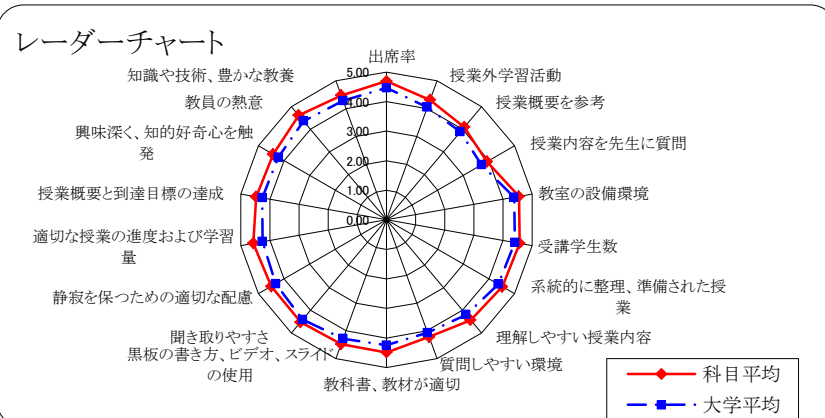 レーダーチャート
出席率
授業外学習活動
授業概要を参考
授業内容を先生に質問
教室の設備環境
受講学生数
系統的に整理、準備された授
業
理解しやすい授業内容
質問しやすい環境
教科書、教材が適切
黒板の書き方、ビデオ、スライド
の使用
聞き取りやすさ
静寂を保つための適切な配慮
適切な授業の進度および学習
量
授業概要と到達目標の達成
興味深く、知的好奇心を触
発
教員の熱意
知識や技術、豊かな教養
5.00
4.00
3.00
2.00
1.00
0.00
科目平均
大学平均